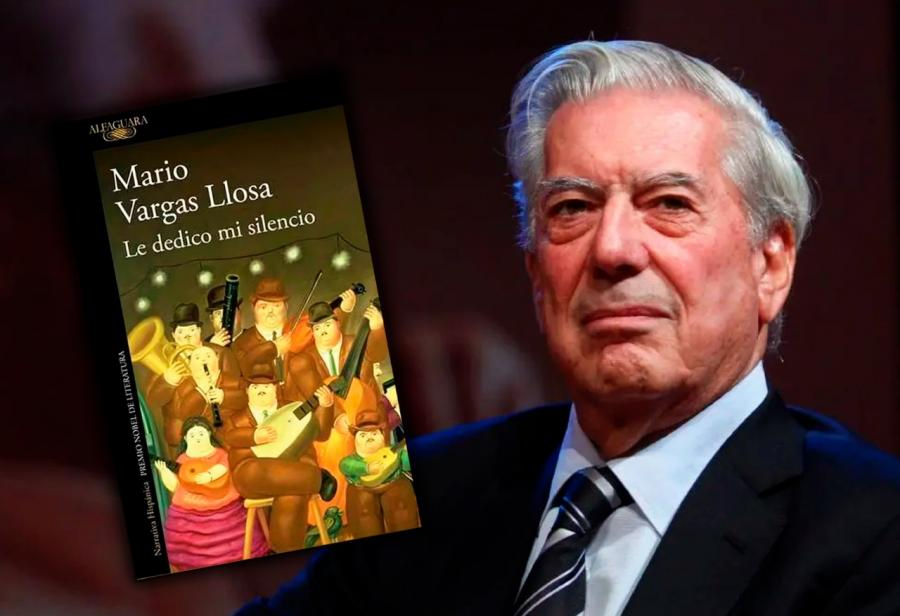 ALFAGUARA
Mario
Vargas Llosa
Le dedico mi silencio
Narrativa Hispánica PREMIO NOBEL DE LITERATURA